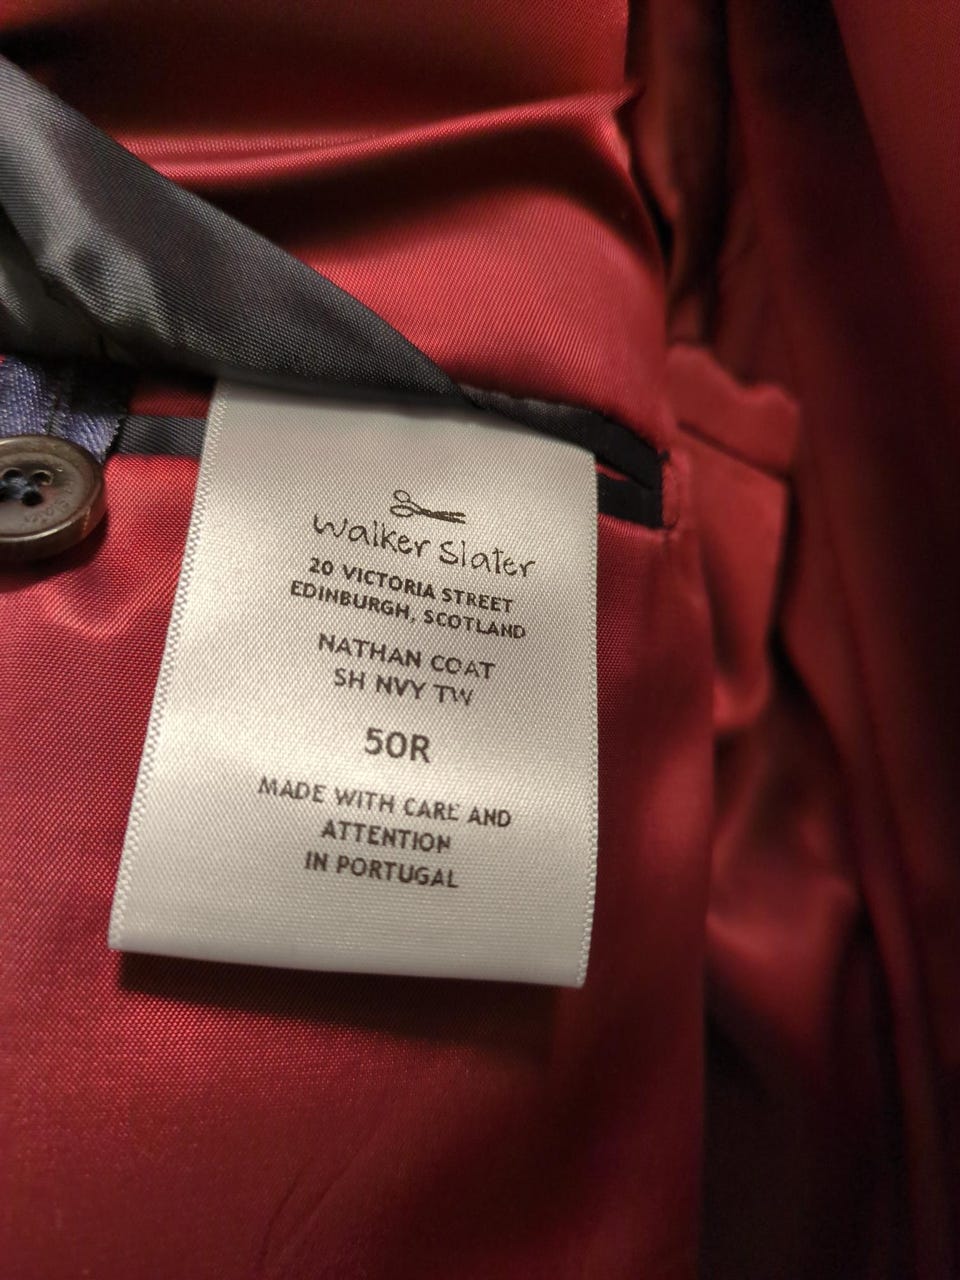 Walker Slater
20 VICTORIA STREET
EDINBURGH, SCOTLAND
NATHAN COAT
SH NVY TW
50R
MADE WITH CARE AND
ATTENTION
IN PORTUGAL